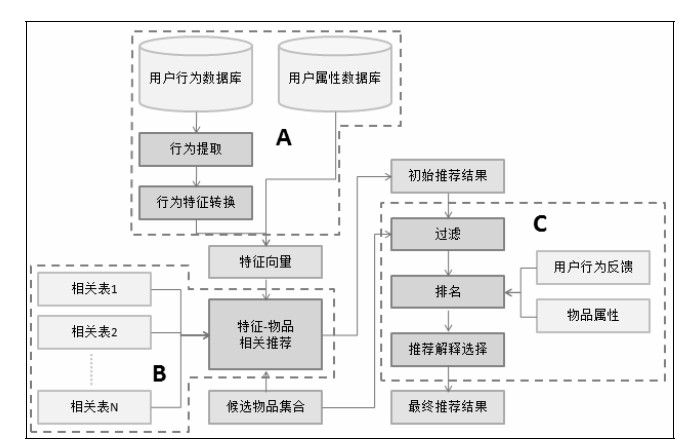 用户行为数据库
用户属性数据库
A
行为提取
行为特征转换
初始推荐结果
C
过滤
特征向量
用户行为反馈
相关表1
排名
特征-物品
相关推荐
物品属性
相关表2
推荐解释选择
B
相关表N
候选物品集合
最终推荐结果